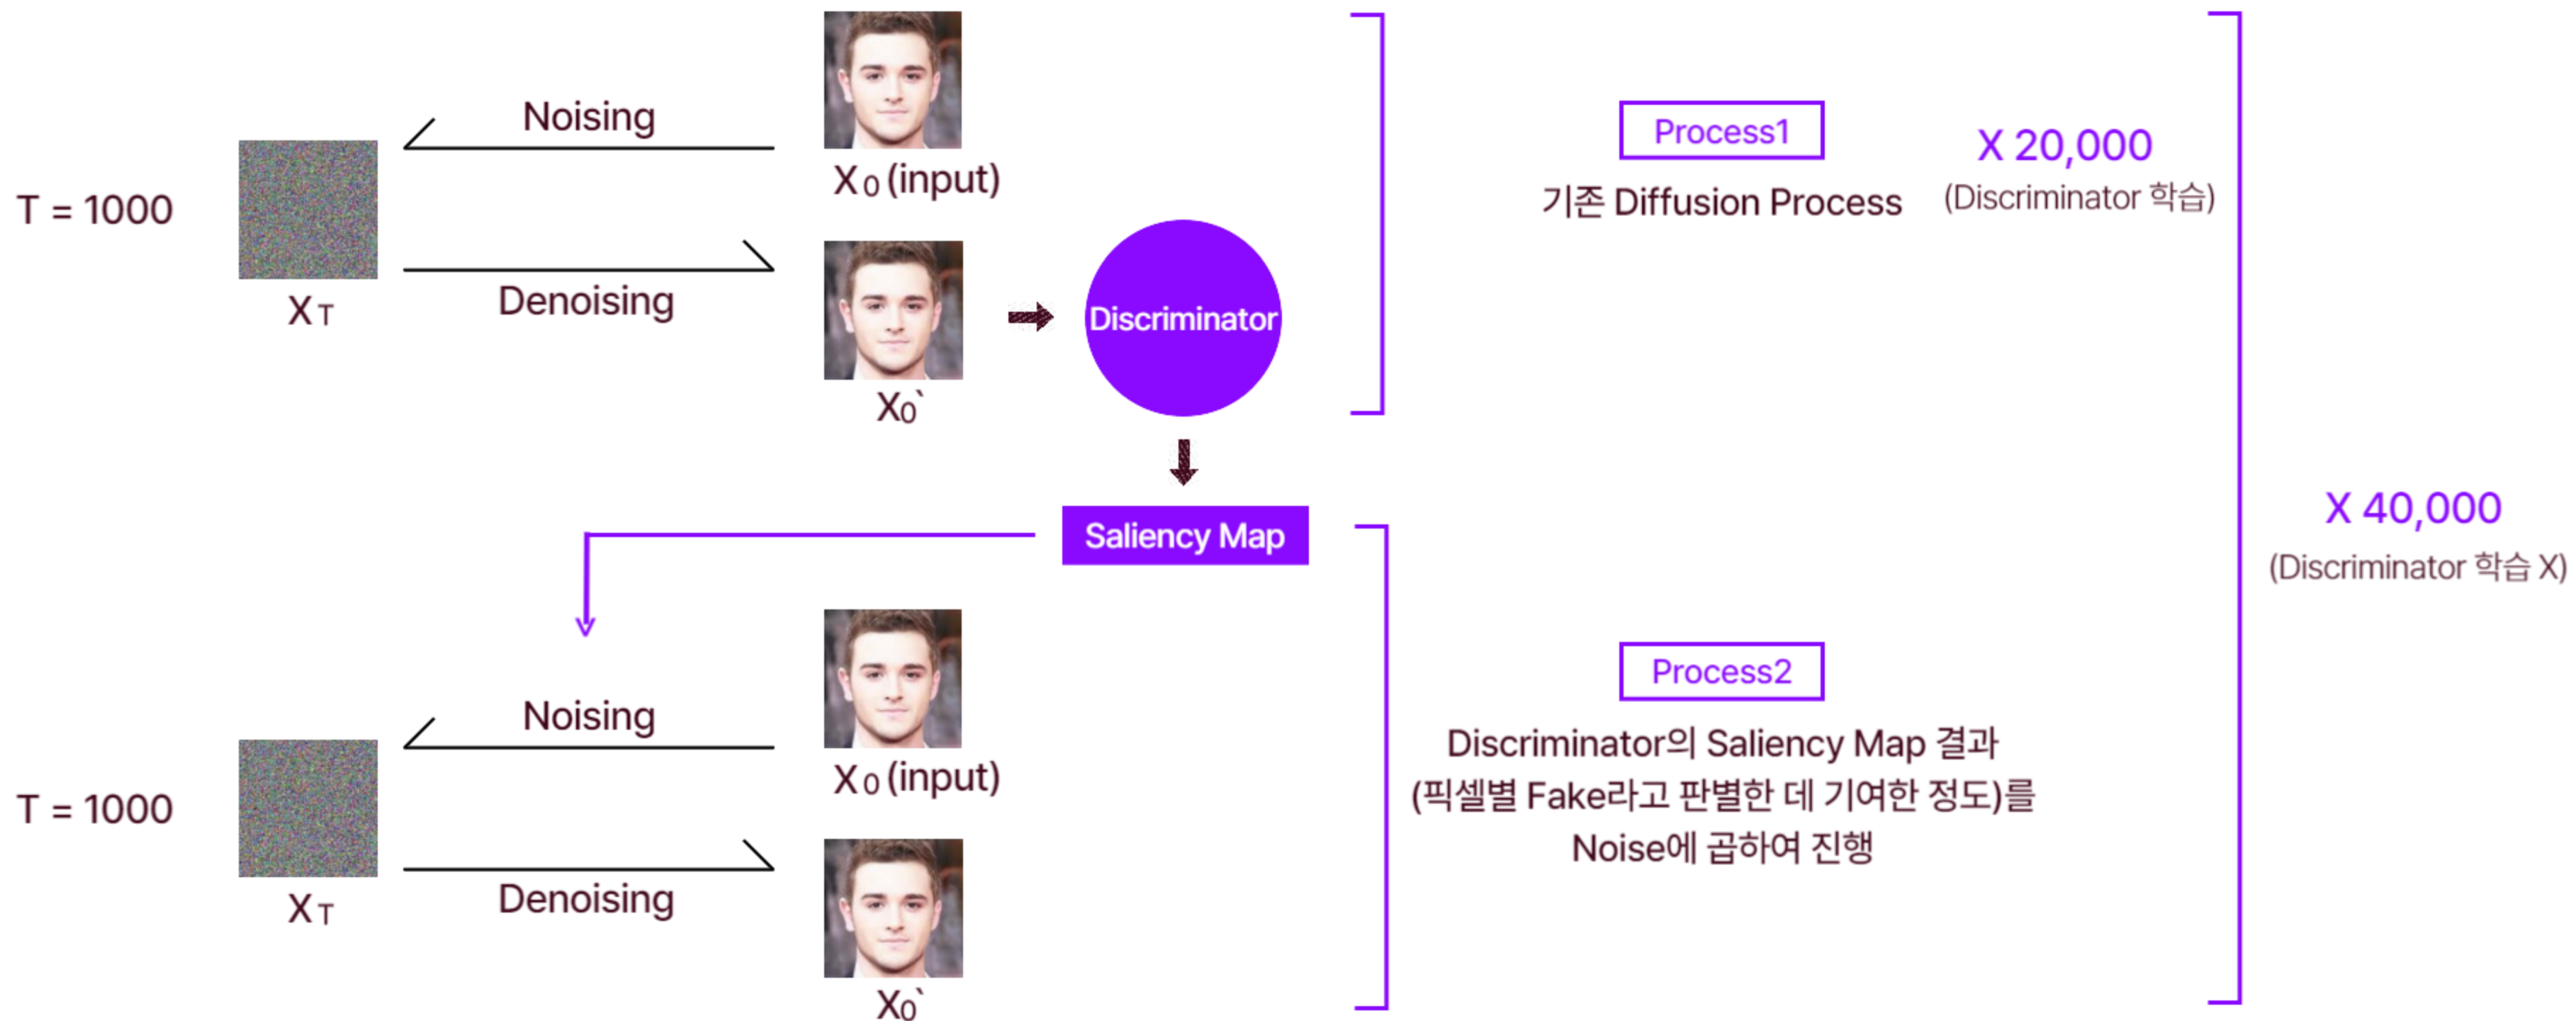 Noising
X 0 (input)
T = 1000
X T
Denoising
X0`
Discriminator
Process1
기존 Diffusion Process
X 20,000
(Discriminator 학습)
Saliency Map
Noising
X 0 (input)
T = 1000
X T
Denoising
X0`
Process2
Discriminator의 Saliency Map 결과
(픽셀별 Fake라고 판별한 데 기여한 정도)를
Noise에 곱하여 진행
X 40,000
(Discriminator 학습 X)